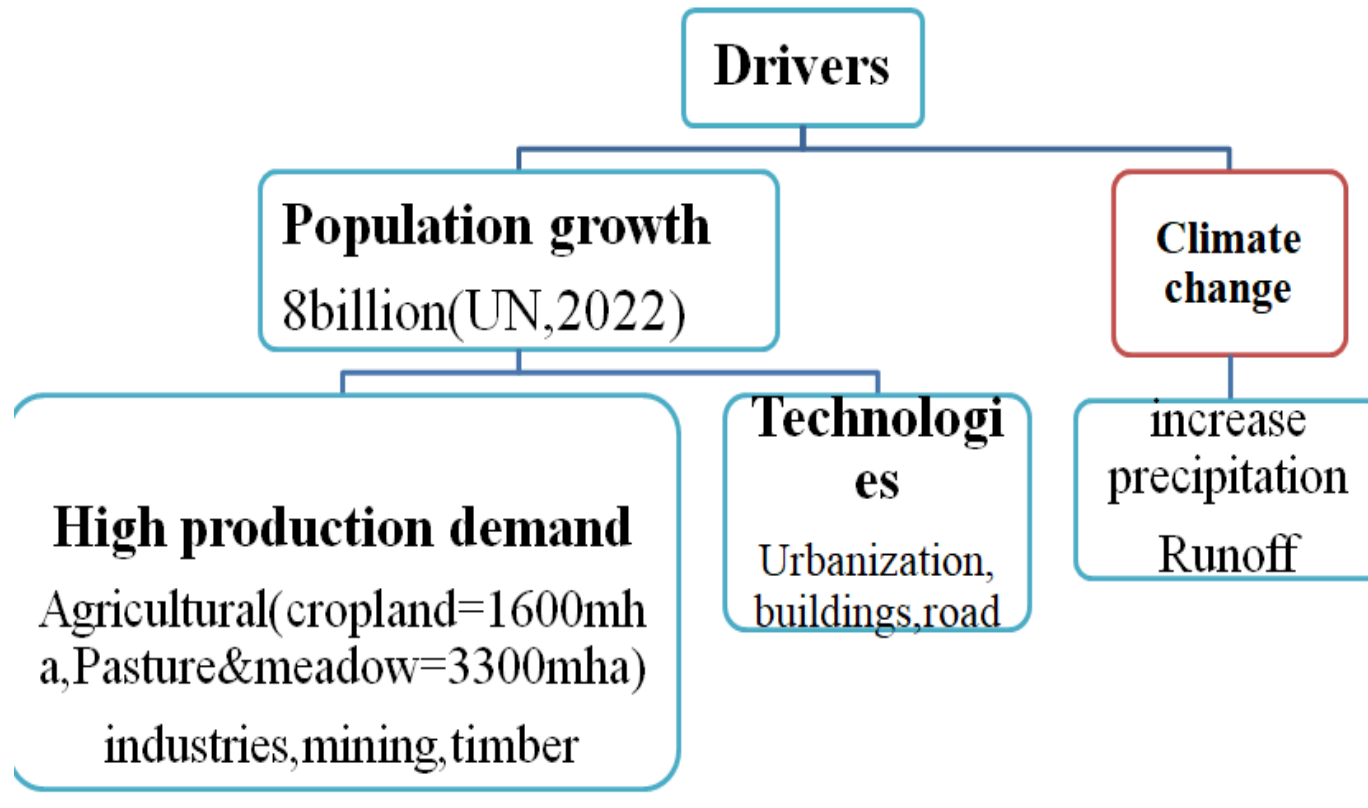 Drivers
Population growth
8billion(UN,2022)
Climate
change
High production demand
Agricultural(cropland=1600mh
a,Pasture&meadow=3300mha)
industries,mining,timber
Technologi
es
Urbanization,
buildings,road
increase
precipitation
Runoff